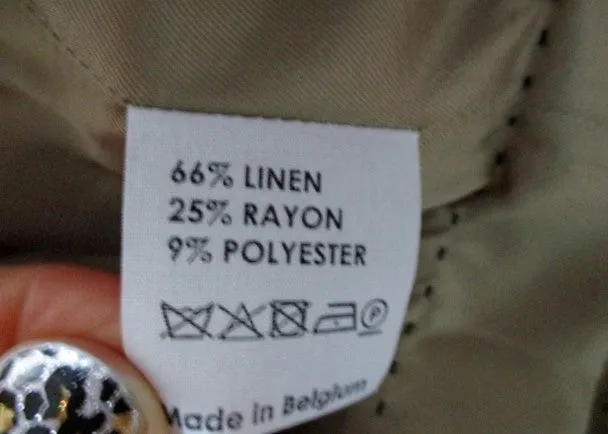 66% LINEN
25% RAYON
9% POLYESTER
P
Made in Belgium